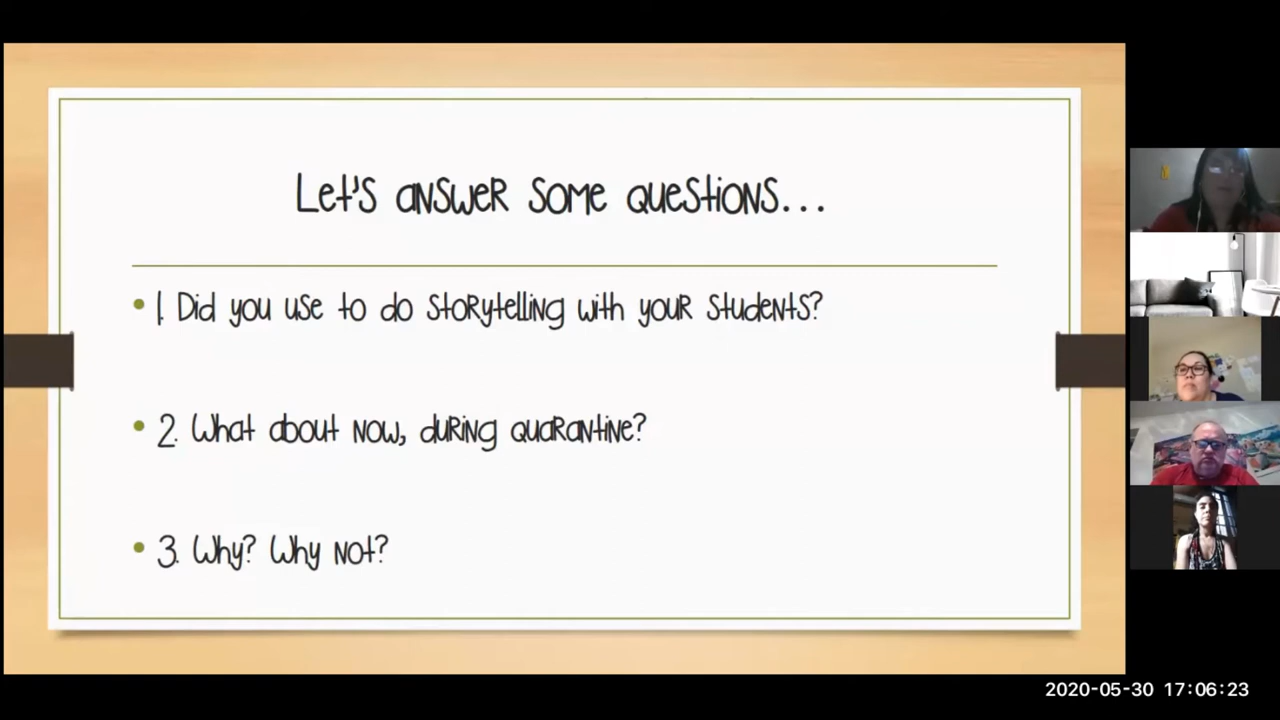 Let's answer some questions...
• 1. Did you use to do storytelling with your students?
• 2. What about now, during quarantine?
• 3. Why? Why not?
2020-05-30 17:06:23